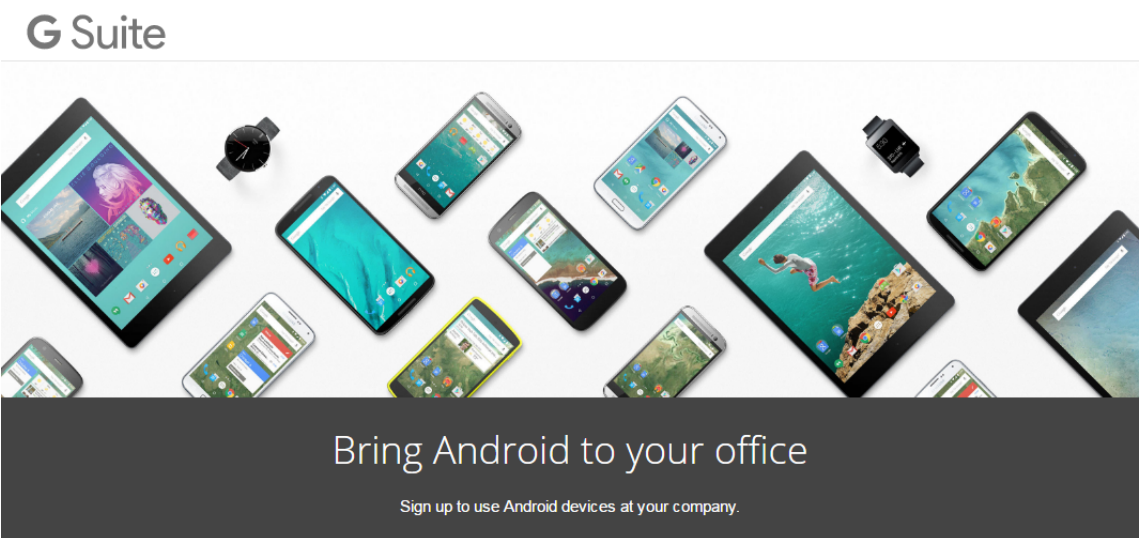 G Suite
Bring Android to your office
Sign up to use Android devices at your company.